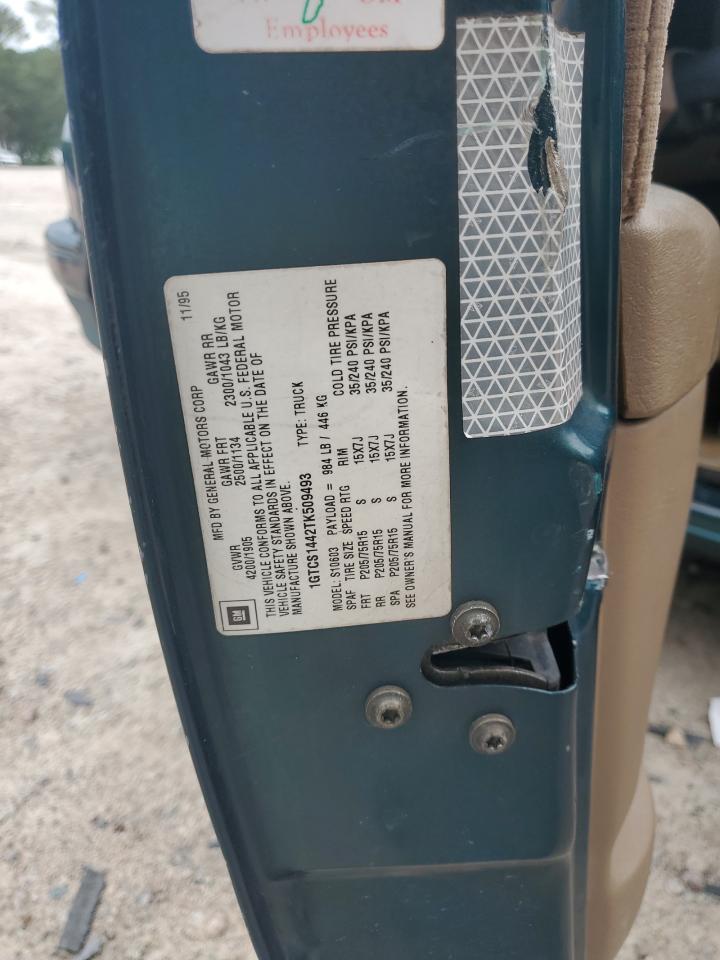 Employees
MFD BY GENERAL MOTORS CORP 11/95
GVWR GAWR FRT GAWR RR
4200/1905 2500/1134 2300/1043 LB/KG
THIS VEHICLE CONFORMS TO ALL APPLICABLE U.S. FEDERAL MOTOR
VEHICLE SAFETY STANDARDS IN EFFECT ON THE DATE OF
MANUFACTURE SHOWN ABOVE.
1GTCS1442TK509493 TYPE: TRUCK
MODEL: S10603 PAYLOAD = 984 LB / 446 KG
SPAF TIRE SIZE SPEED RTG RIM COLD TIRE PRESSURE
FRT P205/75R15 S 15X7J 35/240 PSI/KPA
RR P205/75R15 S 15X7J 35/240 PSI/KPA
SPA P205/75R15 S 15X7J 35/240 PSI/KPA
SEE OWNER'S MANUAL FOR MORE INFORMATION.
GM